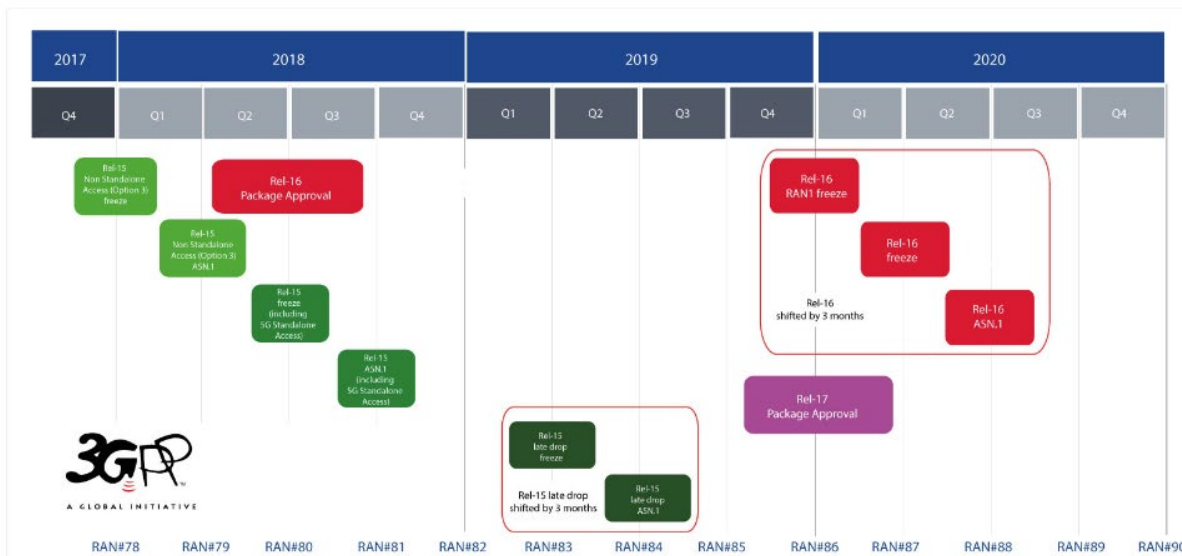 2017
2018
2019
2020
Q4
Q1
Q2
Q3
Q4
Q1
Q2
Q3
Q4
Q1
Q2
Q3
Q4
Rel-15
Non Standalone
Access (Option 3)
freeze
Rel-16
Package Approval
Rel-16
RAN1 freeze
Rel-15
Non Standalone
Access (Option 3)
ASN.1
Rel-16
freeze
Rel-15
freeze
(including
5G Standalone
Access)
Rel-16
shifted by 3 months
Rel-16
ASN.1
Rel-15
ASN.1
(including
5G Standalone
Access)
Rel-17
Package Approval
Rel-15
late drop
freeze
Rel-15 late drop
shifted by 3 months
Rel-15
late drop
ASN.1
3GPP
TM
A GLOBAL INITIATIVE
RAN#78
RAN#79
RAN#80
RAN#81
RAN#82
RAN#83
RAN#84
RAN#85
RAN#86
RAN#87
RAN#88
RAN#89
RAN#90